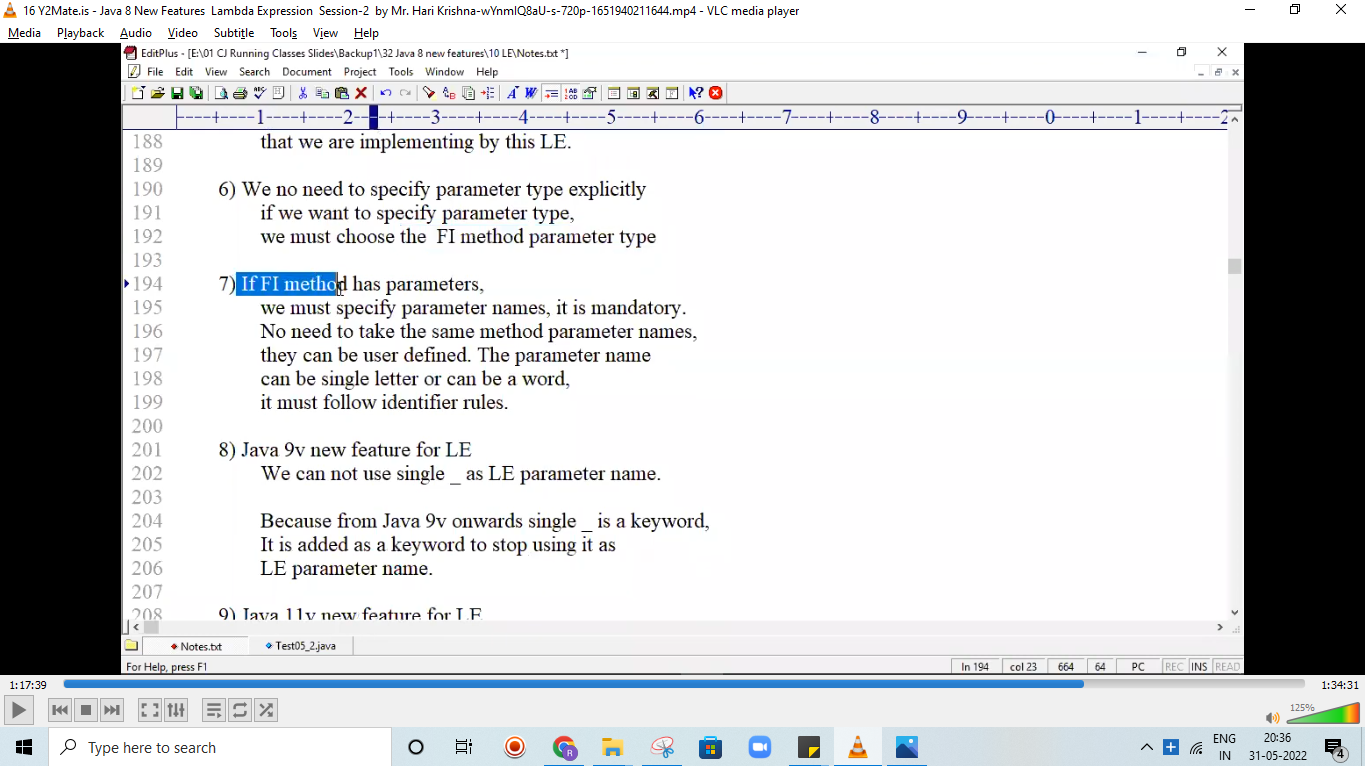 16 Y2Mate.is - Java 8 New Features Lambda Expression Session-2 by Mr. Hari Krishna-wYnmlQ8aU-s-720p-1651940211644.mp4 - VLC media player
Media Playback Audio Video Subtitle Tools View Help
EditPlus - [E:\01 CJ Running Classes Slides\Backup1\32 Java 8 new features\10 LE\Notes.txt *]
File Edit View Search Document Project Tools Window Help
----+----1----+----2----+----3----+----4----+----5----+----6----+----7----+----8----+----9----+----0----+----1----+----2
188 that we are implementing by this LE.
189
190 6) We no need to specify parameter type explicitly
191 if we want to specify parameter type,
192 we must choose the FI method parameter type
193
194 7) If FI method has parameters,
195 we must specify parameter names, it is mandatory.
196 No need to take the same method parameter names,
197 they can be user defined. The parameter name
198 can be single letter or can be a word,
199 it must follow identifier rules.
200
201 8) Java 9v new feature for LE
202 We can not use single _ as LE parameter name.
203
204 Because from Java 9v onwards single _ is a keyword,
205 It is added as a keyword to stop using it as
206 LE parameter name.
207
208 9) Java 11v new feature for LE
Notes.txt Test05_2.java
For Help, press F1 ln 194 col 23 664 64 PC REC INS READ
1:17:39 1:34:31
125%
Type here to search
ENG 20:36
IN 31-05-2022 4